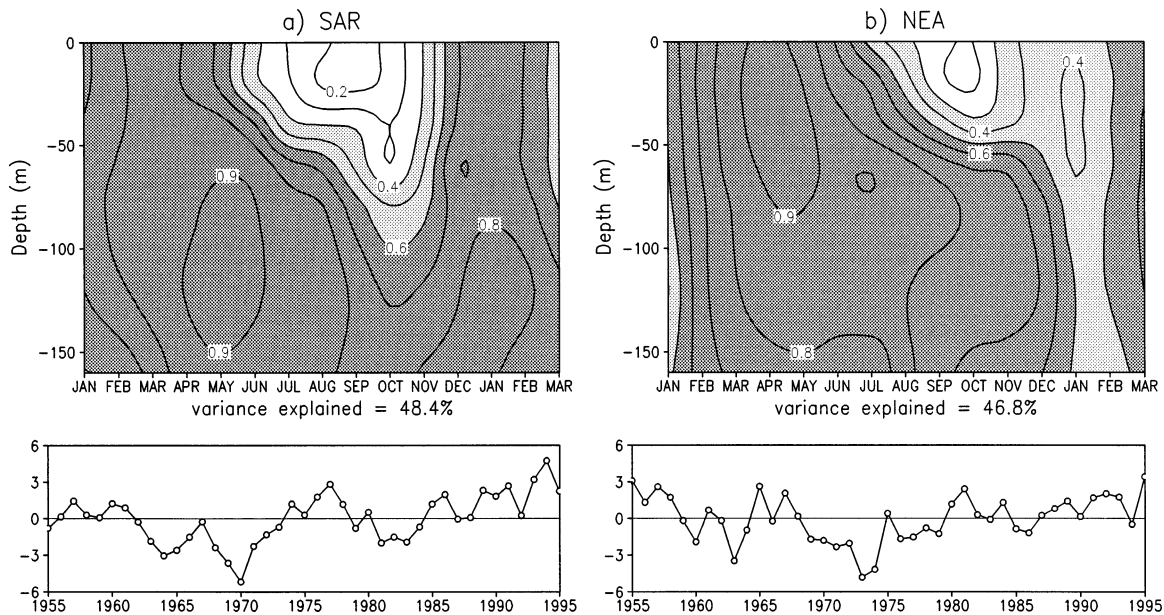 a) SAR
b) NEA
0
−50
−100
−150
Depth (m)
0.2
0.4
0.6
0.8
0.9
0.9
JAN FEB MAR APR MAY JUN JUL AUG SEP OCT NOV DEC JAN FEB MAR
variance explained = 48.4%
0
−50
−100
−150
Depth (m)
0.4
0.4
0.6
0.9
0.8
JAN FEB MAR APR MAY JUN JUL AUG SEP OCT NOV DEC JAN FEB MAR
variance explained = 46.8%
6
3
0
−3
−6
1955 1960 1965 1970 1975 1980 1985 1990 1995
6
3
0
−3
−6
1955 1960 1965 1970 1975 1980 1985 1990 1995